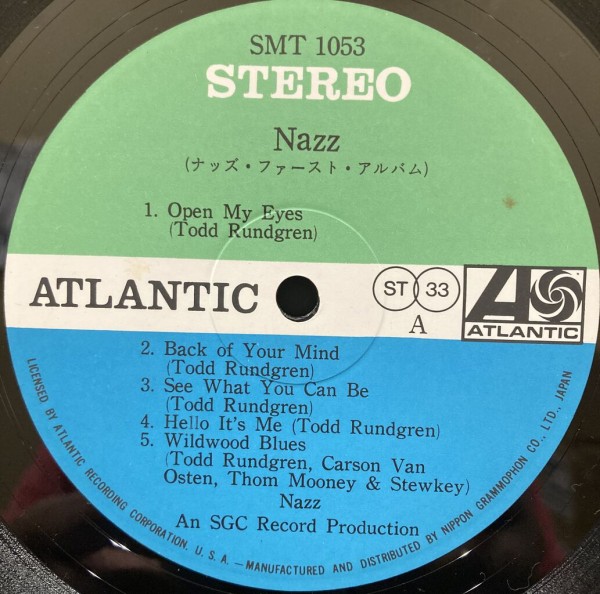 SMT 1053
STEREO
Nazz
(ナッズ・ファースト・アルバム)
1. Open My Eyes
(Todd Rundgren)
ATLANTIC
ST 33
A
ATLANTIC
2. Back of Your Mind
(Todd Rundgren)
3. See What You Can Be
(Todd Rundgren)
4. Hello It's Me (Todd Rundgren)
5. Wildwood Blues
(Todd Rundgren, Carson Van
Osten, Thom Mooney & Stewkey)
Nazz
An SGC Record Production
LICENSED BY ATLANTIC RECORDING CORPORATION, U. S. A. —MANUFACTURED AND DISTRIBUTED BY NIPPON GRAMMOPHON CO., LTD., JAPAN